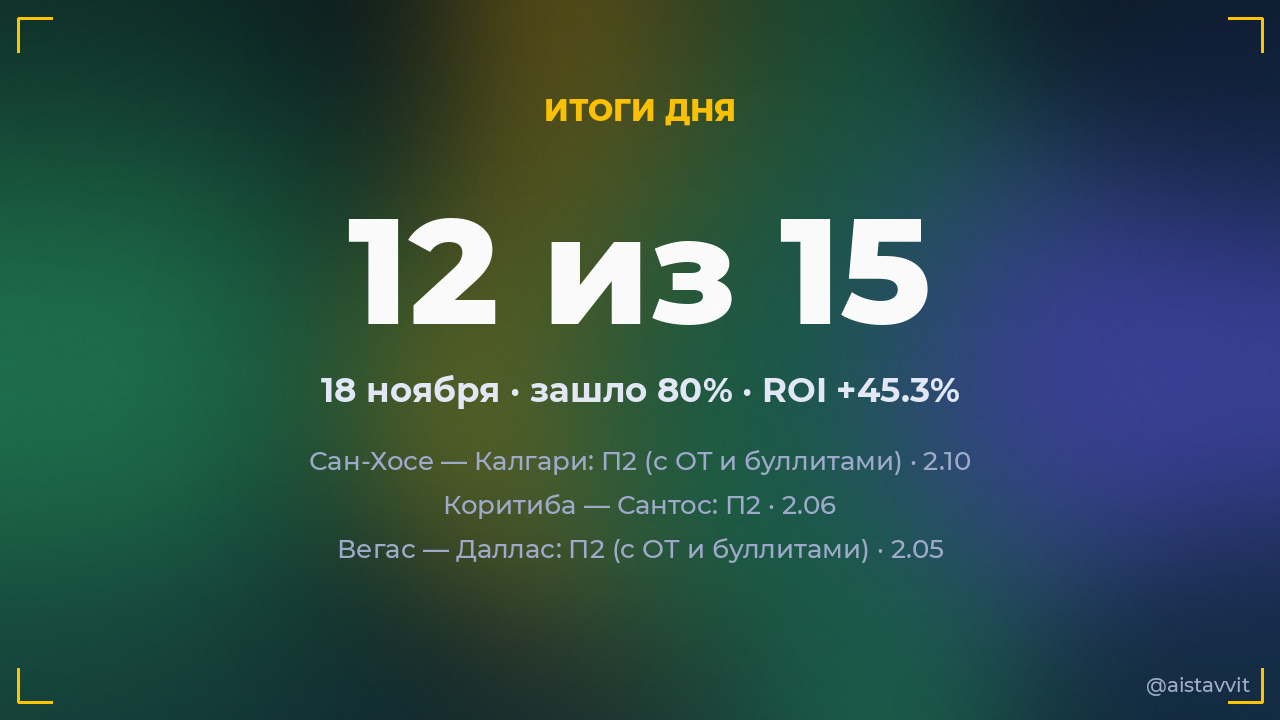 ИТОГИ ДНЯ
12 из 15
18 ноября · зашло 80% · ROI +45.3%
Сан-Хосе — Калгари: П2 (с ОТ и буллитами) · 2.10
Коритиба — Сантос: П2 · 2.06
Вегас — Даллас: П2 (с ОТ и буллитами) · 2.05
@aistavvit